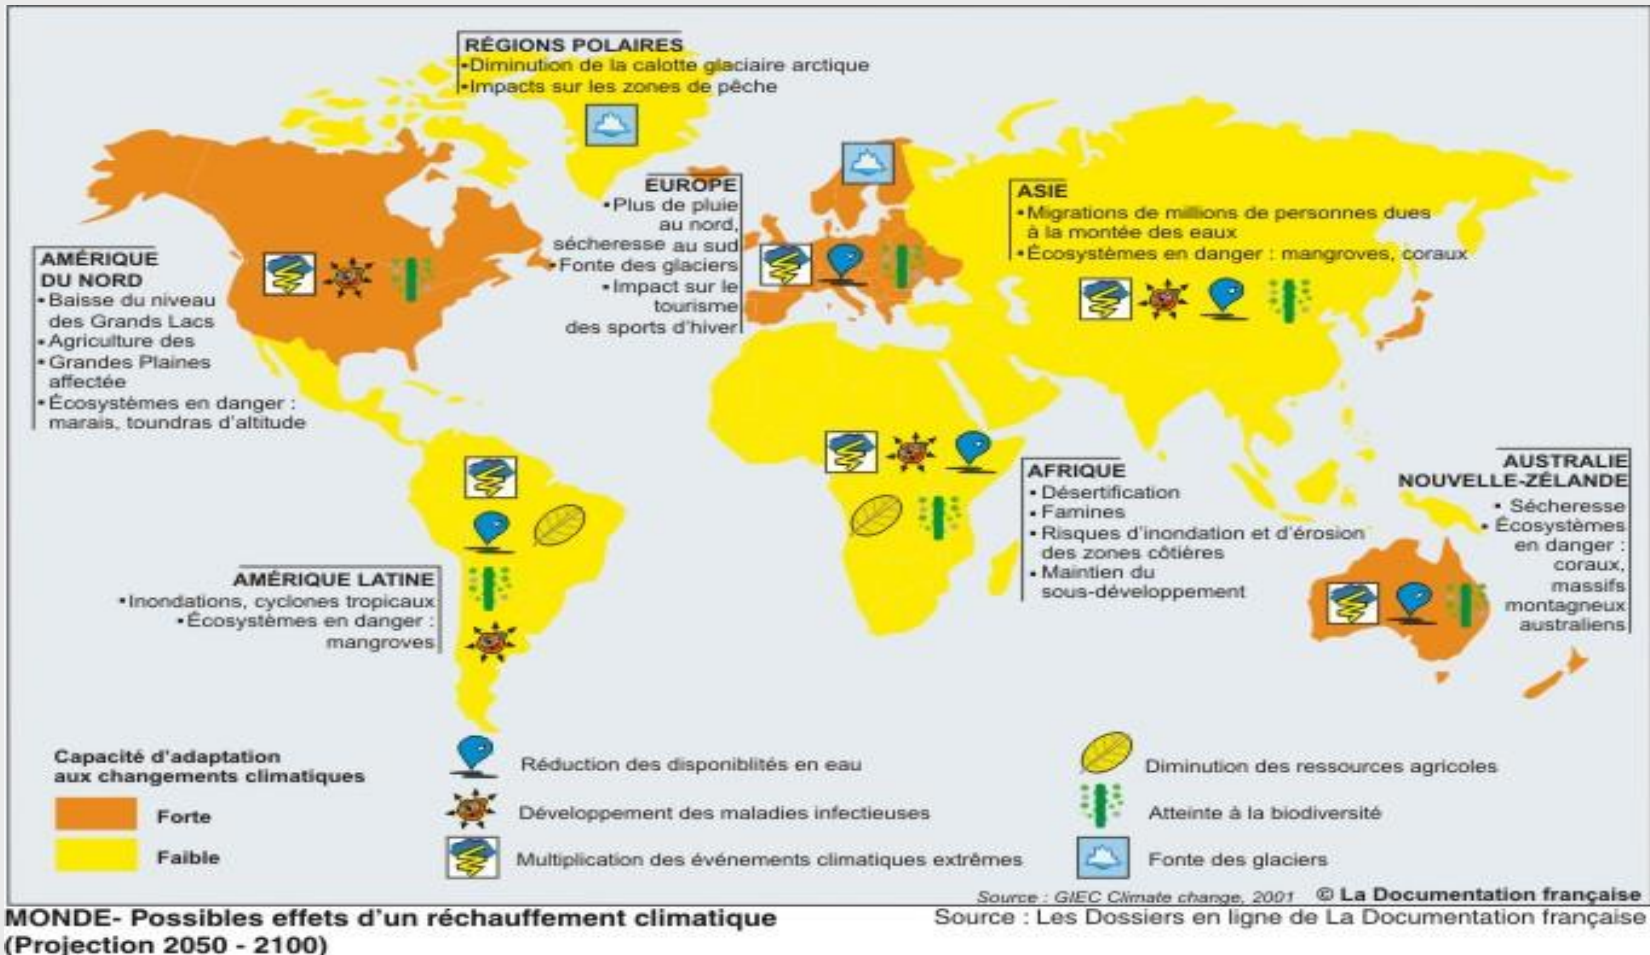 RÉGIONS POLAIRES
•Diminution de la calotte glaciaire arctique
•Impacts sur les zones de pêche
EUROPE
•Plus de pluie
au nord,
sécheresse au sud
•Fonte des glaciers
•Impact sur le
tourisme
des sports d'hiver
ASIE
•Migrations de millions de personnes dues
à la montée des eaux
•Écosystèmes en danger : mangroves, coraux
AMÉRIQUE
DU NORD
•Baisse du niveau
des Grands Lacs
•Agriculture des
•Grandes Plaines
affectée
•Écosystèmes en danger :
marais, toundras d'altitude
AMÉRIQUE LATINE
•Inondations, cyclones tropicaux
•Écosystèmes en danger :
mangroves
AFRIQUE
• Désertification
• Famines
• Risques d'inondation et d'érosion
des zones côtières
• Maintien du
sous-développement
AUSTRALIE
NOUVELLE-ZÉLANDE
• Sécheresse
• Écosystèmes
en danger :
coraux,
massifs
montagneux
australiens
Capacité d'adaptation
aux changements climatiques
Forte
Faible
Réduction des disponiblités en eau
Développement des maladies infectieuses
Multiplication des événements climatiques extrêmes
Diminution des ressources agricoles
Atteinte à la biodiversité
Fonte des glaciers
Source : GIEC Climate change, 2001 © La Documentation française
MONDE- Possibles effets d'un réchauffement climatique
(Projection 2050 - 2100)
Source : Les Dossiers en ligne de La Documentation française